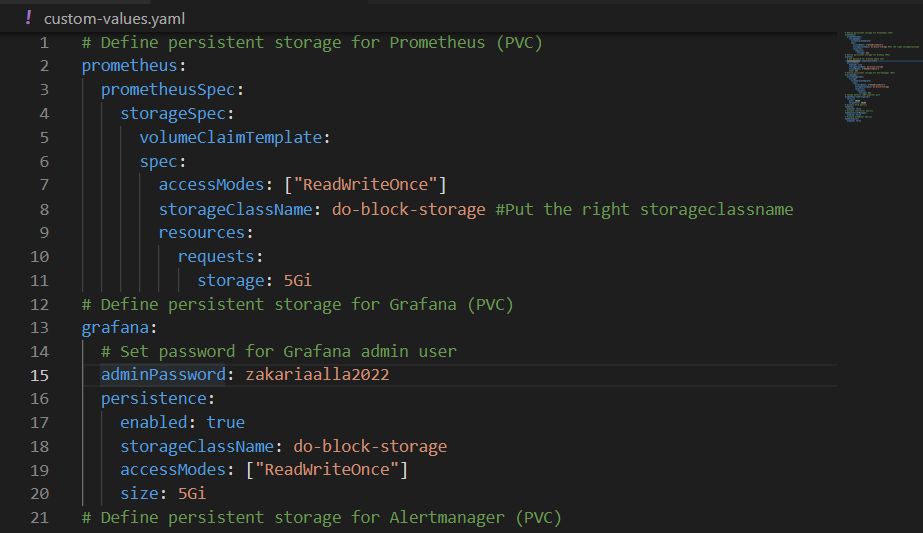 ! custom-values.yaml
1 # Define persistent storage for Prometheus (PVC)
2 prometheus:
3   prometheusSpec:
4     storageSpec:
5       volumeClaimTemplate:
6       spec:
7         accessModes: ["ReadWriteOnce"]
8         storageClassName: do-block-storage #Put the right storageclassname
9         resources:
10           requests:
11             storage: 5Gi
12 # Define persistent storage for Grafana (PVC)
13 grafana:
14   # Set password for Grafana admin user
15   adminPassword: zakariaalla2022
16   persistence:
17     enabled: true
18     storageClassName: do-block-storage
19     accessModes: ["ReadWriteOnce"]
20     size: 5Gi
21 # Define persistent storage for Alertmanager (PVC)